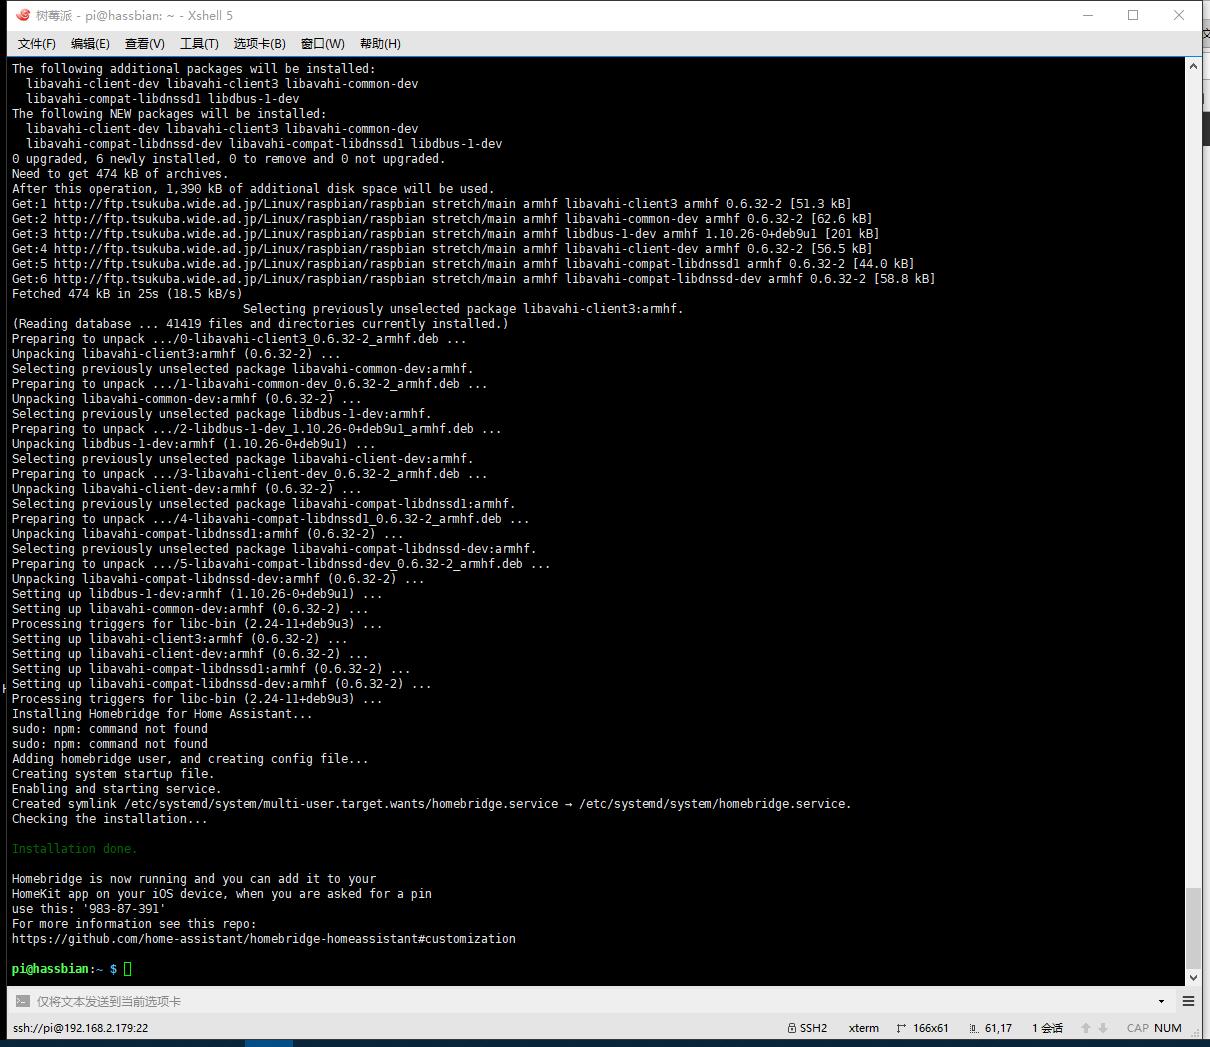 树莓派 - pi@hassbian: ~ - Xshell 5
文件(F) 编辑(E) 查看(V) 工具(T) 选项卡(B) 窗口(W) 帮助(H)
The following additional packages will be installed:
  libavahi-client-dev libavahi-client3 libavahi-common-dev
  libavahi-compat-libdnssd1 libdbus-1-dev
The following NEW packages will be installed:
  libavahi-client-dev libavahi-client3 libavahi-common-dev
  libavahi-compat-libdnssd-dev libavahi-compat-libdnssd1 libdbus-1-dev
0 upgraded, 6 newly installed, 0 to remove and 0 not upgraded.
Need to get 474 kB of archives.
After this operation, 1,390 kB of additional disk space will be used.
Get:1 http://ftp.tsukuba.wide.ad.jp/Linux/raspbian/raspbian stretch/main armhf libavahi-client3 armhf 0.6.32-2 [51.3 kB]
Get:2 http://ftp.tsukuba.wide.ad.jp/Linux/raspbian/raspbian stretch/main armhf libavahi-common-dev armhf 0.6.32-2 [62.6 kB]
Get:3 http://ftp.tsukuba.wide.ad.jp/Linux/raspbian/raspbian stretch/main armhf libdbus-1-dev armhf 1.10.26-0+deb9u1 [201 kB]
Get:4 http://ftp.tsukuba.wide.ad.jp/Linux/raspbian/raspbian stretch/main armhf libavahi-client-dev armhf 0.6.32-2 [56.5 kB]
Get:5 http://ftp.tsukuba.wide.ad.jp/Linux/raspbian/raspbian stretch/main armhf libavahi-compat-libdnssd1 armhf 0.6.32-2 [44.0 kB]
Get:6 http://ftp.tsukuba.wide.ad.jp/Linux/raspbian/raspbian stretch/main armhf libavahi-compat-libdnssd-dev armhf 0.6.32-2 [58.8 kB]
Fetched 474 kB in 25s (18.5 kB/s)
Selecting previously unselected package libavahi-client3:armhf.
(Reading database ... 41419 files and directories currently installed.)
Preparing to unpack .../0-libavahi-client3_0.6.32-2_armhf.deb ...
Unpacking libavahi-client3:armhf (0.6.32-2) ...
Selecting previously unselected package libavahi-common-dev:armhf.
Preparing to unpack .../1-libavahi-common-dev_0.6.32-2_armhf.deb ...
Unpacking libavahi-common-dev:armhf (0.6.32-2) ...
Selecting previously unselected package libdbus-1-dev:armhf.
Preparing to unpack .../2-libdbus-1-dev_1.10.26-0+deb9u1_armhf.deb ...
Unpacking libdbus-1-dev:armhf (1.10.26-0+deb9u1) ...
Selecting previously unselected package libavahi-client-dev:armhf.
Preparing to unpack .../3-libavahi-client-dev_0.6.32-2_armhf.deb ...
Unpacking libavahi-client-dev:armhf (0.6.32-2) ...
Selecting previously unselected package libavahi-compat-libdnssd1:armhf.
Preparing to unpack .../4-libavahi-compat-libdnssd1_0.6.32-2_armhf.deb ...
Unpacking libavahi-compat-libdnssd1:armhf (0.6.32-2) ...
Selecting previously unselected package libavahi-compat-libdnssd-dev:armhf.
Preparing to unpack .../5-libavahi-compat-libdnssd-dev_0.6.32-2_armhf.deb ...
Unpacking libavahi-compat-libdnssd-dev:armhf (0.6.32-2) ...
Setting up libdbus-1-dev:armhf (1.10.26-0+deb9u1) ...
Setting up libavahi-common-dev:armhf (0.6.32-2) ...
Processing triggers for libc-bin (2.24-11+deb9u3) ...
Setting up libavahi-client3:armhf (0.6.32-2) ...
Setting up libavahi-client-dev:armhf (0.6.32-2) ...
Setting up libavahi-compat-libdnssd1:armhf (0.6.32-2) ...
Setting up libavahi-compat-libdnssd-dev:armhf (0.6.32-2) ...
Processing triggers for libc-bin (2.24-11+deb9u3) ...
Installing Homebridge for Home Assistant...
sudo: npm: command not found
sudo: npm: command not found
Adding homebridge user, and creating config file...
Creating system startup file.
Enabling and starting service.
Created symlink /etc/systemd/system/multi-user.target.wants/homebridge.service → /etc/systemd/system/homebridge.service.
Checking the installation...
Installation done.
Homebridge is now running and you can add it to your
HomeKit app on your iOS device, when you are asked for a pin
use this: '983-87-391'
For more information see this repo:
https://github.com/home-assistant/homebridge-homeassistant#customization
pi@hassbian:~ $
仅将文本发送到当前选项卡
ssh://pi@192.168.2.179:22 SSH2 xterm 166x61 61,17 1 会话 CAP NUM